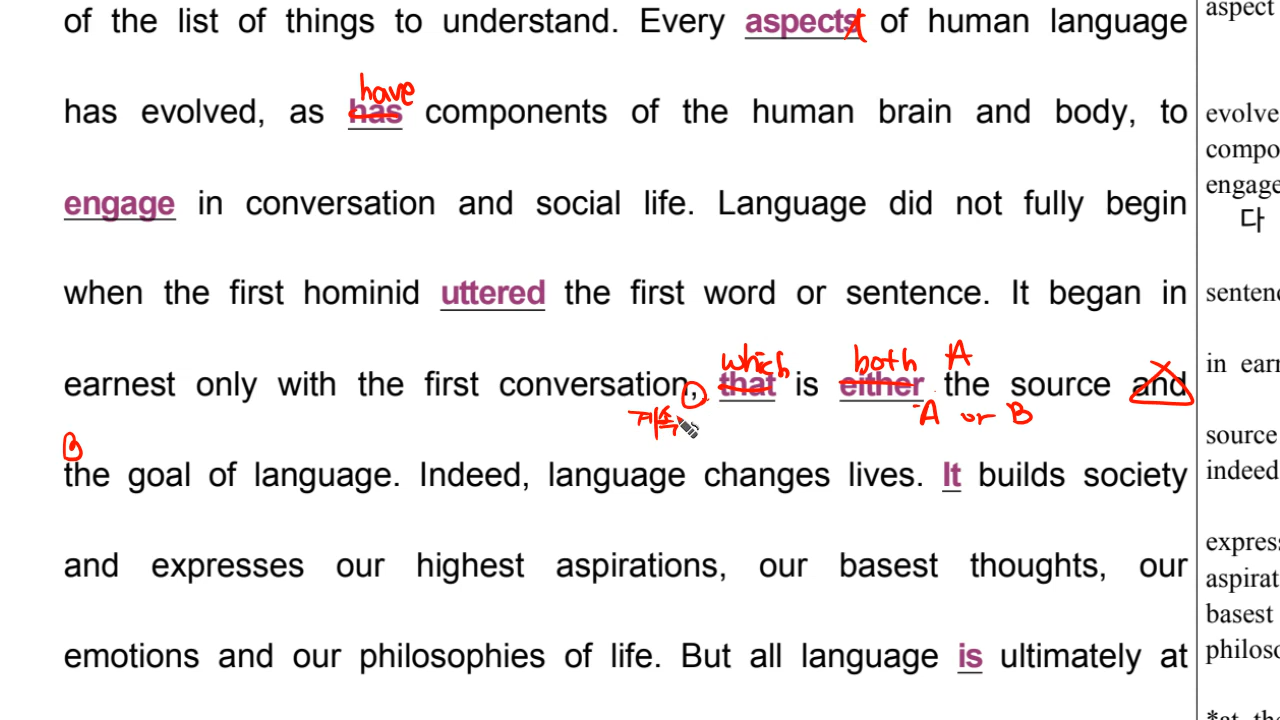 of the list of things to understand. Every aspects of human language
aspect
have
has evolved, as has components of the human brain and body, to
evolve
compo
engage in conversation and social life. Language did not fully begin
engage
다
when the first hominid uttered the first word or sentence. It began in
sentenc
which both A
in earn
earnest only with the first conversation, that is either the source and
계속 A or B
source
B
the goal of language. Indeed, language changes lives. It builds society
indeed
and expresses our highest aspirations, our basest thoughts, our
express
aspirat
basest
emotions and our philosophies of life. But all language is ultimately at
philoso